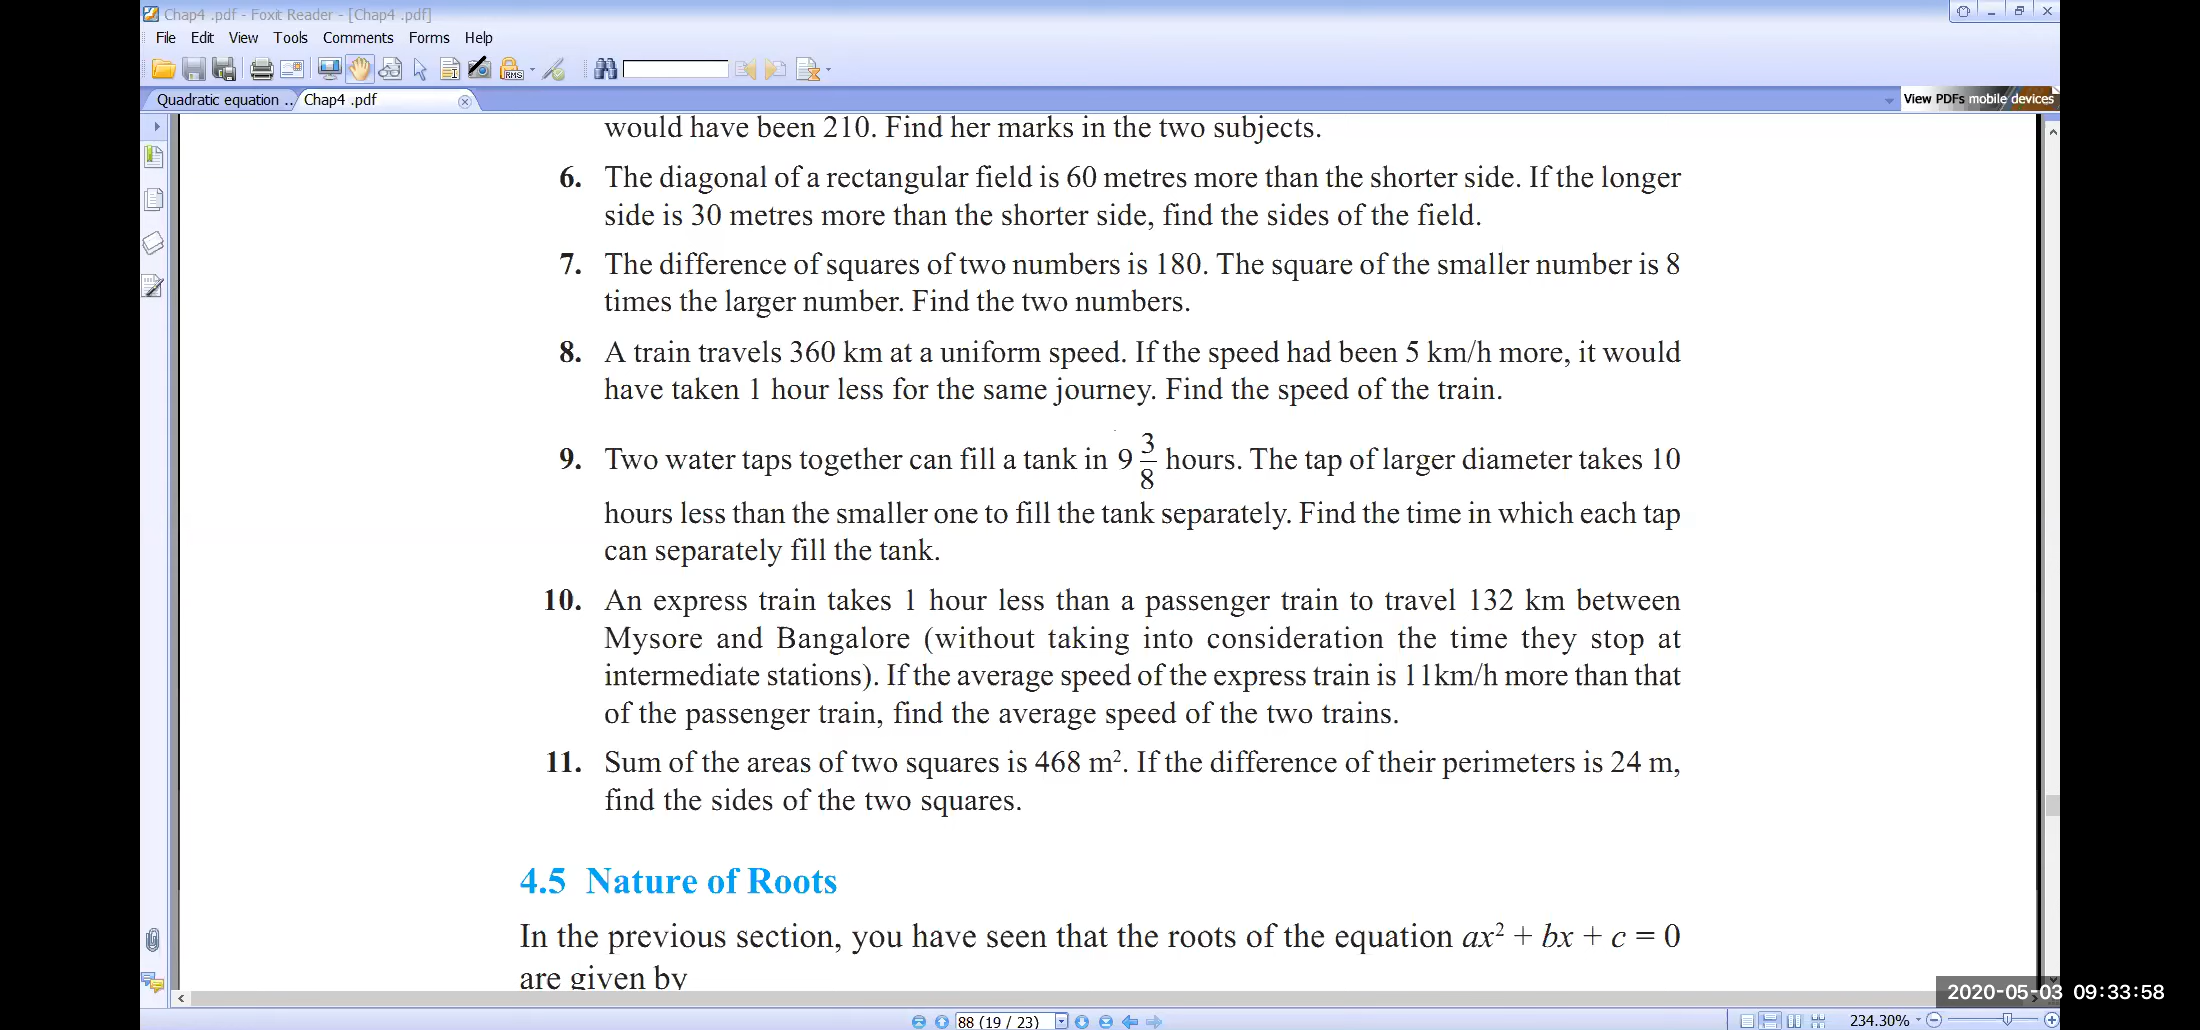 Chap4 .pdf - Foxit Reader - [Chap4 .pdf]
File Edit View Tools Comments Forms Help
RMS
Quadratic equation .. Chap4 .pdf
View PDFs mobile devices
would have been 210. Find her marks in the two subjects.
6. The diagonal of a rectangular field is 60 metres more than the shorter side. If the longer
side is 30 metres more than the shorter side, find the sides of the field.
7. The difference of squares of two numbers is 180. The square of the smaller number is 8
times the larger number. Find the two numbers.
8. A train travels 360 km at a uniform speed. If the speed had been 5 km/h more, it would
have taken 1 hour less for the same journey. Find the speed of the train.
9. Two water taps together can fill a tank in 9 3/8 hours. The tap of larger diameter takes 10
hours less than the smaller one to fill the tank separately. Find the time in which each tap
can separately fill the tank.
10. An express train takes 1 hour less than a passenger train to travel 132 km between
Mysore and Bangalore (without taking into consideration the time they stop at
intermediate stations). If the average speed of the express train is 11km/h more than that
of the passenger train, find the average speed of the two trains.
11. Sum of the areas of two squares is 468 m². If the difference of their perimeters is 24 m,
find the sides of the two squares.
4.5 Nature of Roots
In the previous section, you have seen that the roots of the equation ax² + bx + c = 0
are given by
2020-05-03 09:33:58
88 (19 / 23)
234.30%